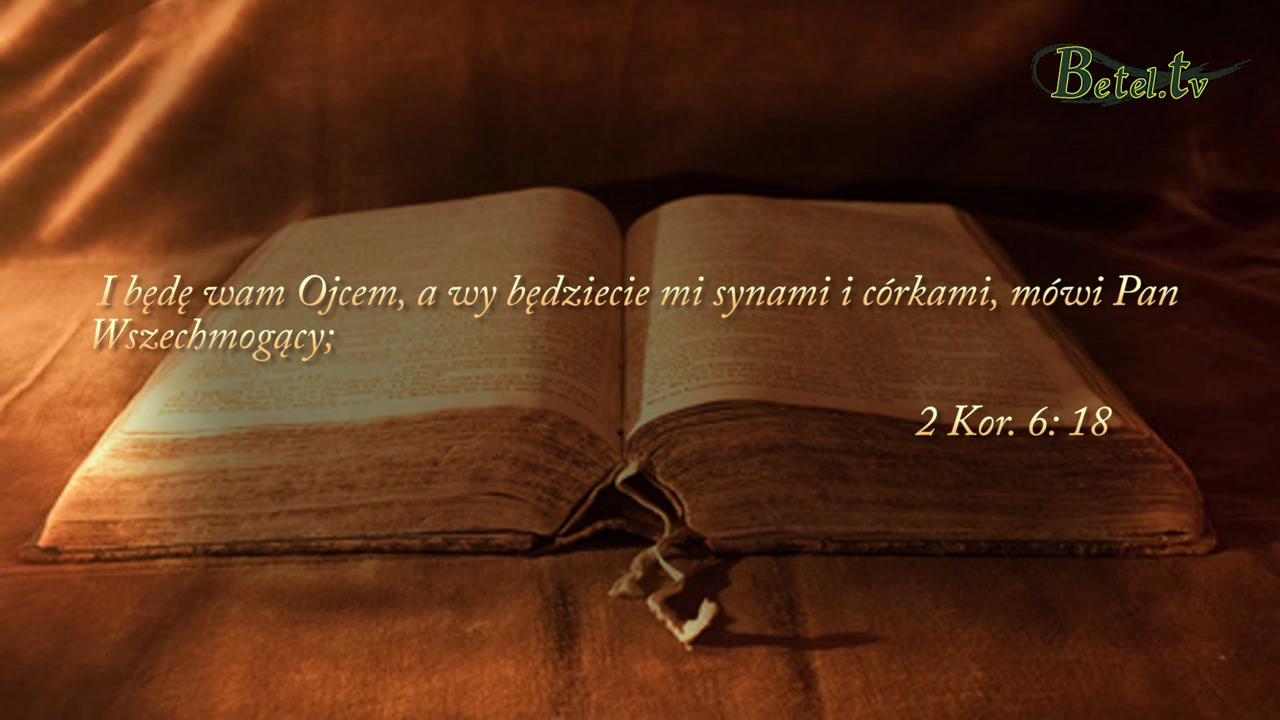 Betel.tv
I będę wam Ojcem, a wy będziecie mi synami i córkami, mówi Pan
Wszechmogący;
2 Kor. 6: 18